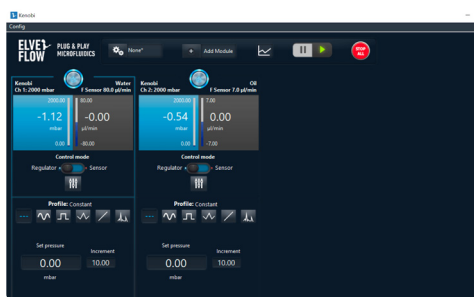 Kenobi
Config
ELVE FLOW PLUG & PLAY MICROFLUIDICS
None*
+ Add Module
STOP ALL
Kenobi Water
Ch 1: 2000 mbar F Sensor 80.0 µl/min
2000.00 80.00
-1.12 -0.00
mbar µl/min
0.00 -80.00
Control mode
Regulator Sensor
Profile: Constant
Set pressure
Increment
0.00 10.00
mbar
Kenobi Oil
Ch 2: 2000 mbar F Sensor 7.0 µl/min
2000.00 7.00
-0.54 0.00
mbar µl/min
0.00 -7.00
Control mode
Regulator Sensor
Profile: Constant
Set pressure
Increment
0.00 10.00
mbar